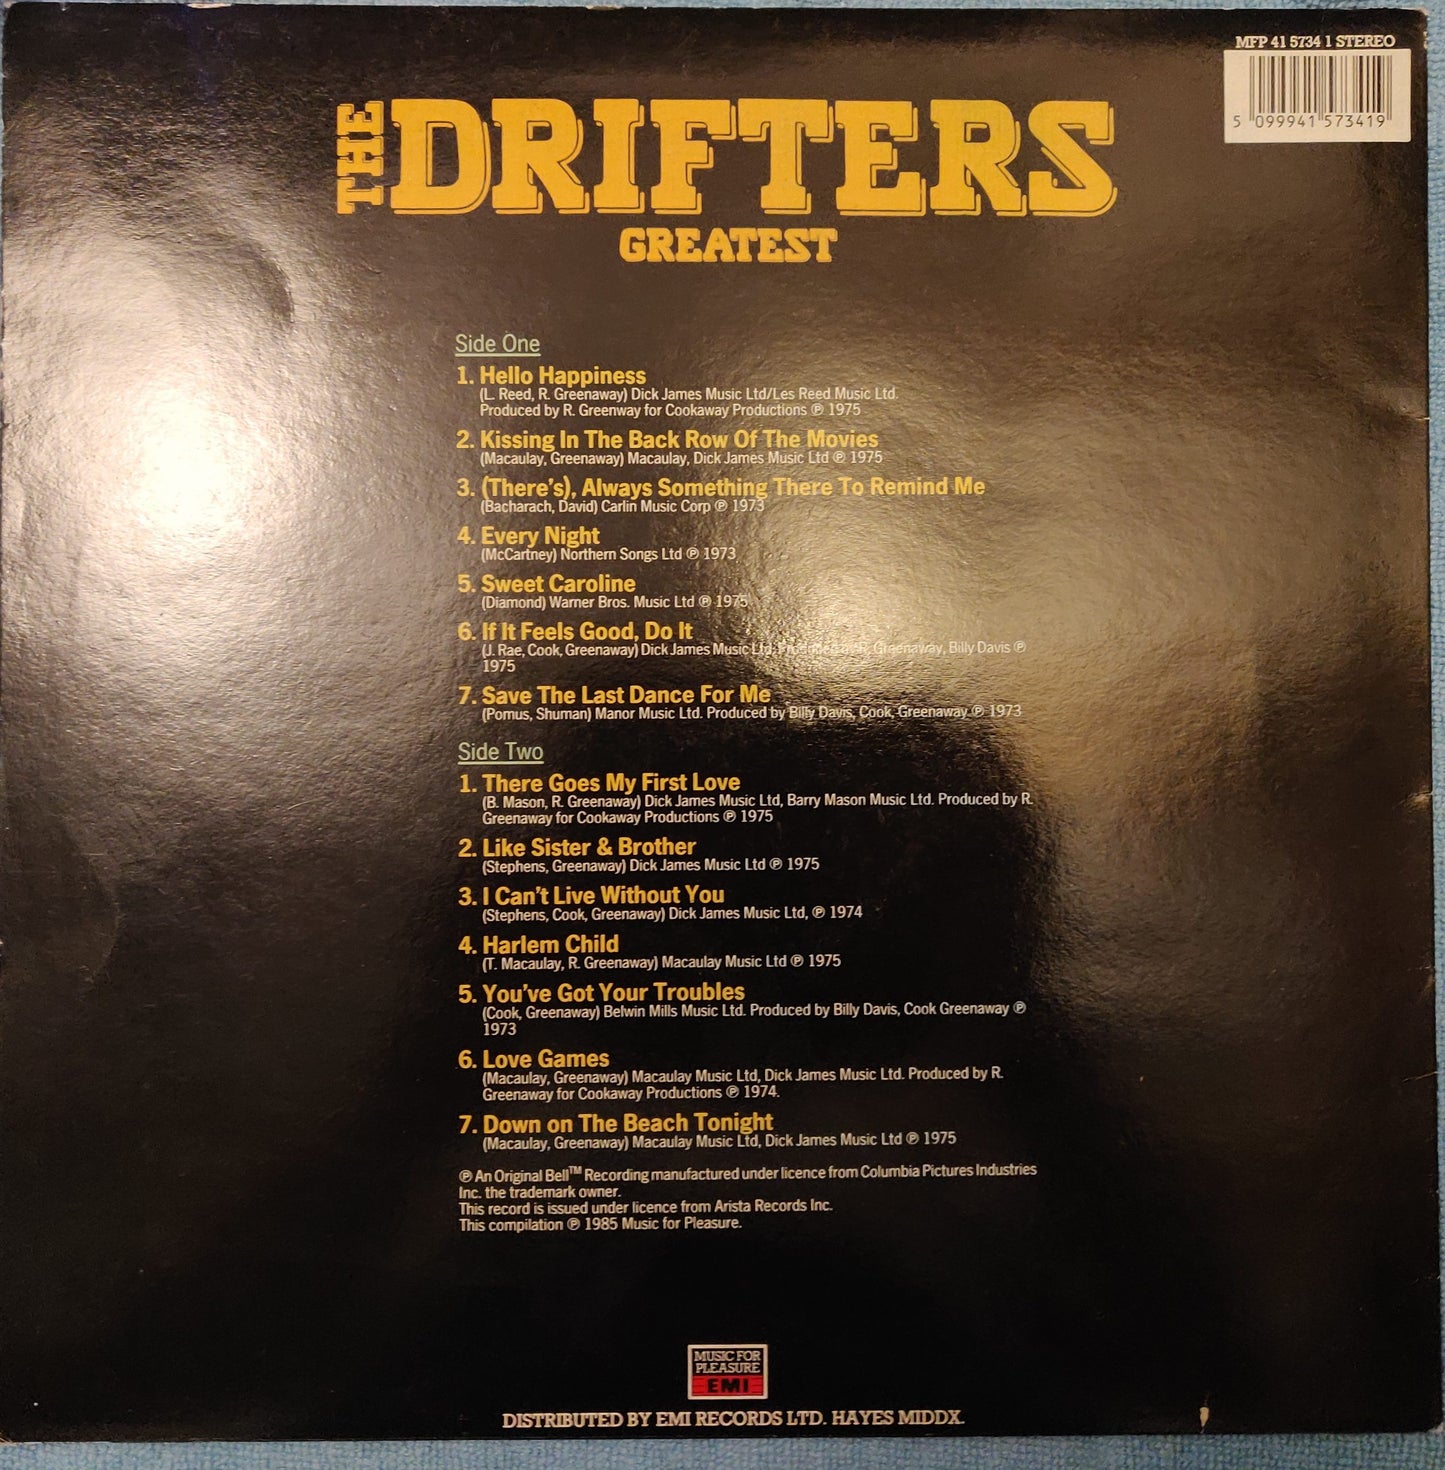 MFP 41 5734 1 STEREO
5 099941 573419
THE DRIFTERS
GREATEST
Side One
1. Hello Happiness
(L. Reed, R. Greenaway) Dick James Music Ltd/Les Reed Music Ltd.
Produced by R. Greenway for Cookaway Productions ℗ 1975
2. Kissing In The Back Row Of The Movies
(Macaulay, Greenaway) Macaulay, Dick James Music Ltd ℗ 1975
3. (There's), Always Something There To Remind Me
(Bacharach, David) Carlin Music Corp ℗ 1973
4. Every Night
(McCartney) Northern Songs Ltd ℗ 1973
5. Sweet Caroline
(Diamond) Warner Bros. Music Ltd ℗ 1975
6. If It Feels Good, Do It
(J. Rae, Cook, Greenaway) Dick James Music Ltd. Produced by R. Greenaway, Billy Davis ℗
1975
7. Save The Last Dance For Me
(Pomus, Shuman) Manor Music Ltd. Produced by Billy Davis, Cook, Greenaway ℗ 1973
Side Two
1. There Goes My First Love
(B. Mason, R. Greenaway) Dick James Music Ltd, Barry Mason Music Ltd. Produced by R.
Greenaway for Cookaway Productions ℗ 1975
2. Like Sister & Brother
(Stephens, Greenaway) Dick James Music Ltd ℗ 1975
3. I Can't Live Without You
(Stephens, Cook, Greenaway) Dick James Music Ltd, ℗ 1974
4. Harlem Child
(T. Macaulay, R. Greenaway) Macaulay Music Ltd ℗ 1975
5. You've Got Your Troubles
(Cook, Greenaway) Belwin Mills Music Ltd. Produced by Billy Davis, Cook Greenaway ℗
1973
6. Love Games
(Macaulay, Greenaway) Macaulay Music Ltd, Dick James Music Ltd. Produced by R.
Greenaway for Cookaway Productions ℗ 1974.
7. Down on The Beach Tonight
(Macaulay, Greenaway) Macaulay Music Ltd, Dick James Music Ltd ℗ 1975
℗ An Original Bell™ Recording manufactured under licence from Columbia Pictures Industries
Inc. the trademark owner.
This record is issued under licence from Arista Records Inc.
This compilation ℗ 1985 Music for Pleasure.
MUSIC FOR
PLEASURE
EMI
DISTRIBUTED BY EMI RECORDS LTD. HAYES MIDDX.